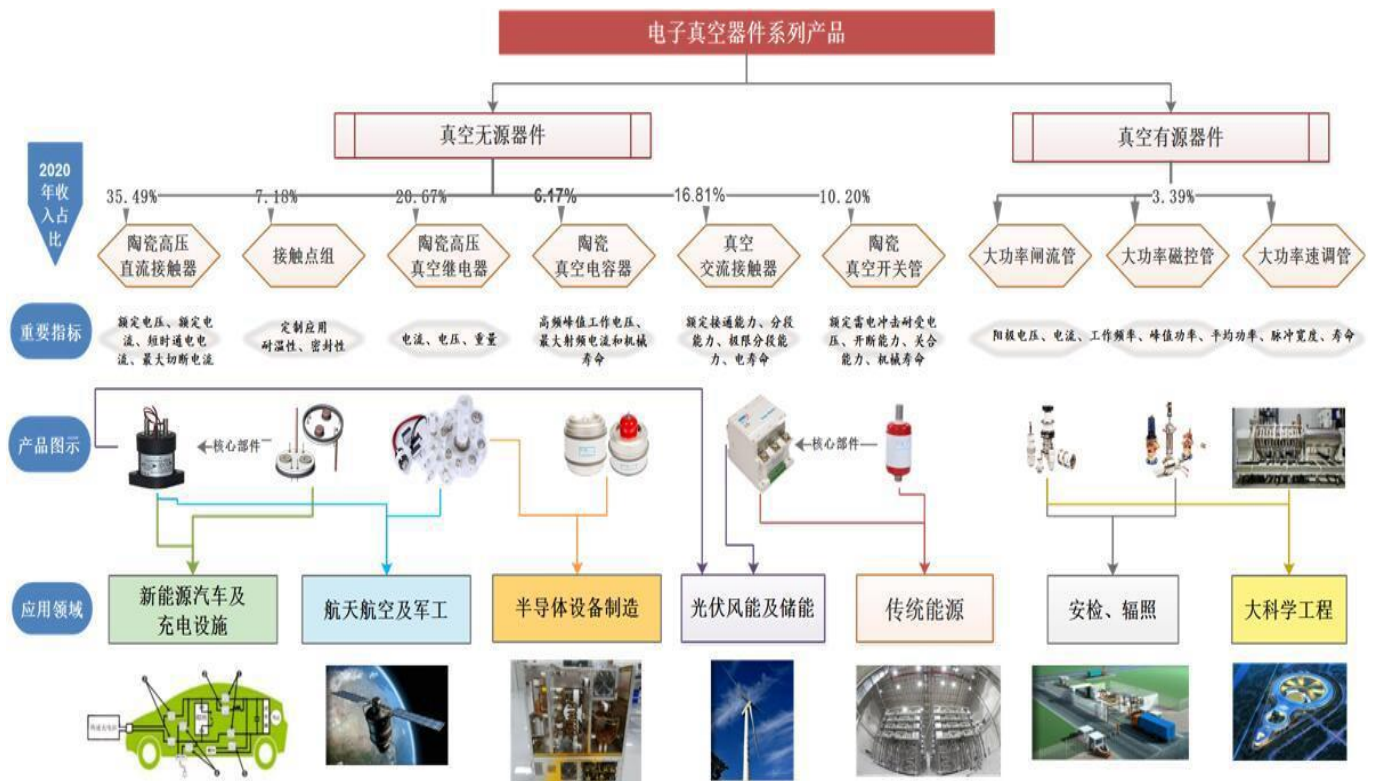 电子真空器件系列产品
真空无源器件
真空有源器件
2020
年收
入占
比
35.49%
7.18%
20.67%
6.17%
16.81%
10.20%
3.39%
陶瓷高压
直流接触器
接触点组
陶瓷高压
真空继电器
陶瓷
真空电容器
真空
交流接触器
陶瓷
真空开关管
大功率闸流管
大功率磁控管
大功率速调管
重要指标
额定电压、额定电
流、短时通电电
流、最大切断电流
定制应用
耐温性、密封性
电流、电压、重量
高频峰值工作电压、
最大射频电流和机械
寿命
额定接通能力、分段
能力、极限分段能
力、电寿命
额定雷电冲击耐受电
压、开断能力、关合
能力、机械寿命
阳极电压、电流、工作频率、峰值功率、平均功率、脉冲宽度、寿命
产品图示
核心部件
核心部件
应用领域
新能源汽车及
充电设施
航天航空及军工
半导体设备制造
光伏风能及储能
传统能源
安检、辐照
大科学工程